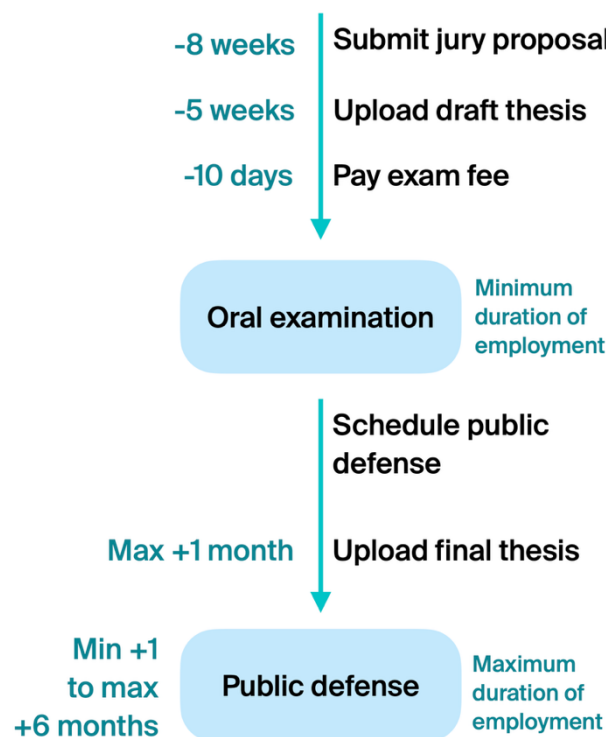 -8 weeks
Submit jury proposal
-5 weeks
Upload draft thesis
-10 days
Pay exam fee
Oral examination
Minimum
duration of
employment
Schedule public
defense
Max +1 month
Upload final thesis
Min +1
to max
+6 months
Public defense
Maximum
duration of
employment